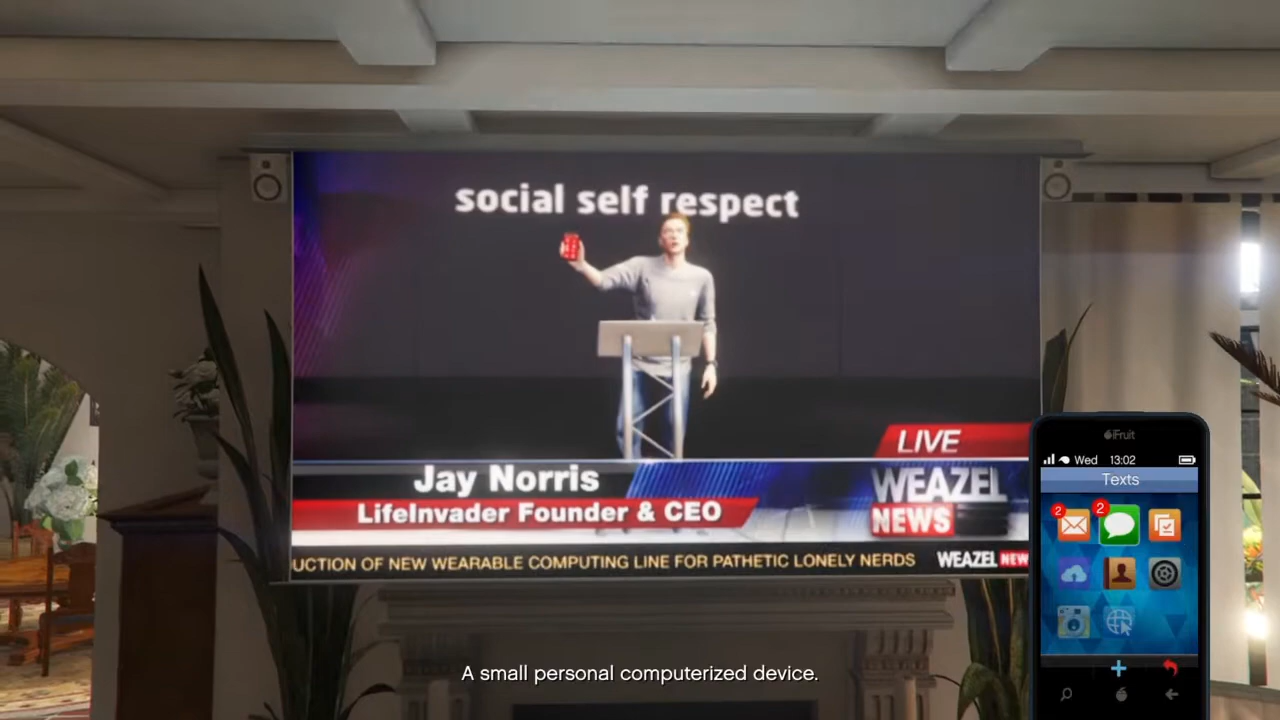 social self respect
LIVE
Jay Norris
LifeInvader Founder & CEO
WEAZEL
NEWS
UCTION OF NEW WEARABLE COMPUTING LINE FOR PATHETIC LONELY NERDS
WEAZEL NEW
A small personal computerized device.
iFruit
Wed 13:02
Texts
2
2